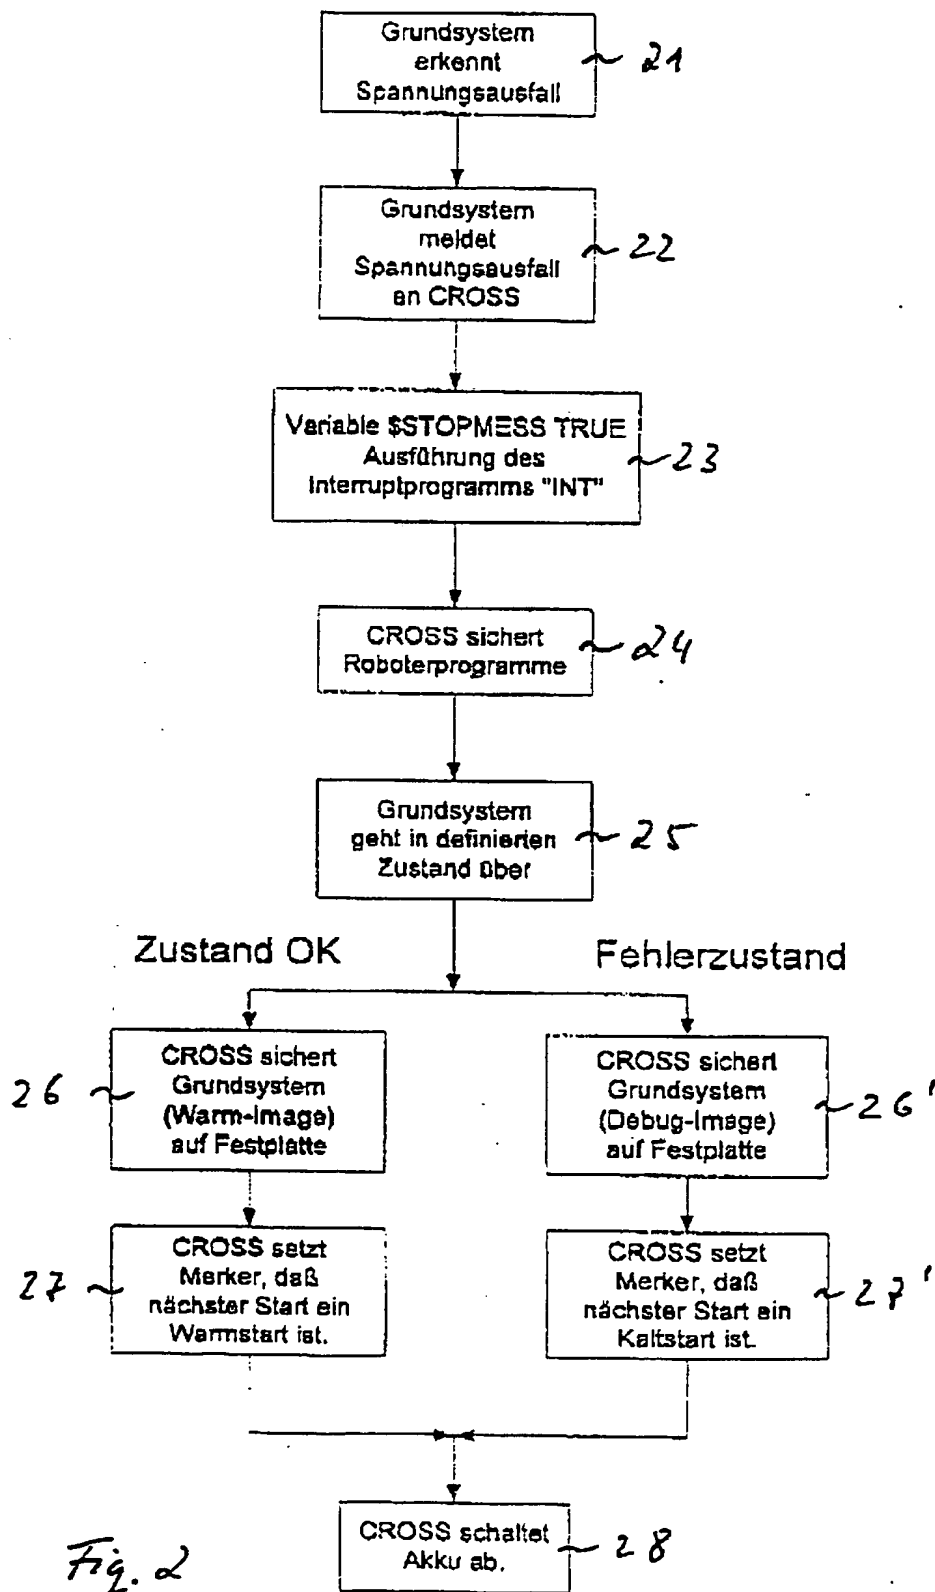 Grundsystem
erkennt
Spannungsausfall
21
Grundsystem
meldet
Spannungsausfall
an CROSS
22
Variable $STOPMESS TRUE
Ausführung des
Interruptprogramms "INT"
23
CROSS sichert
Roboterprogramme
24
Grundsystem
geht in definierten
Zustand über
25
Zustand OK
Fehlerzustand
CROSS sichert
Grundsystem
(Warm-Image)
auf Festplatte
26
CROSS sichert
Grundsystem
(Debug-Image)
auf Festplatte
26'
CROSS setzt
Merker, daß
nächster Start ein
Warmstart ist.
27
CROSS setzt
Merker, daß
nächster Start ein
Kaltstart ist.
27'
CROSS schaltet
Akku ab.
28
Fig. 2